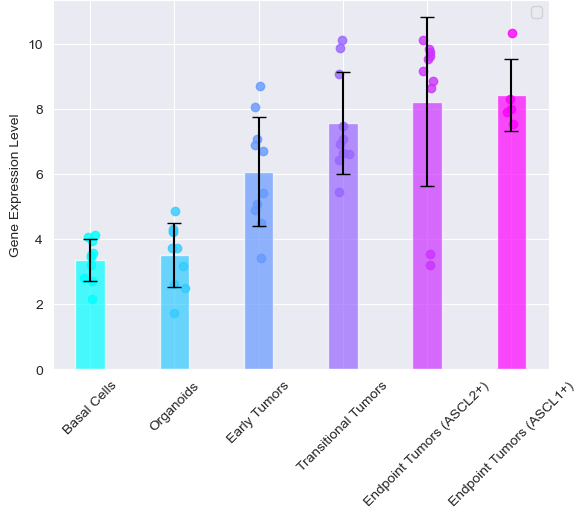 Gene Expression Level
10
8
6
4
2
0
Basal Cells
Organoids
Early Tumors
Transitional Tumors
Endpoint Tumors (ASCL2+)
Endpoint Tumors (ASCL1+)